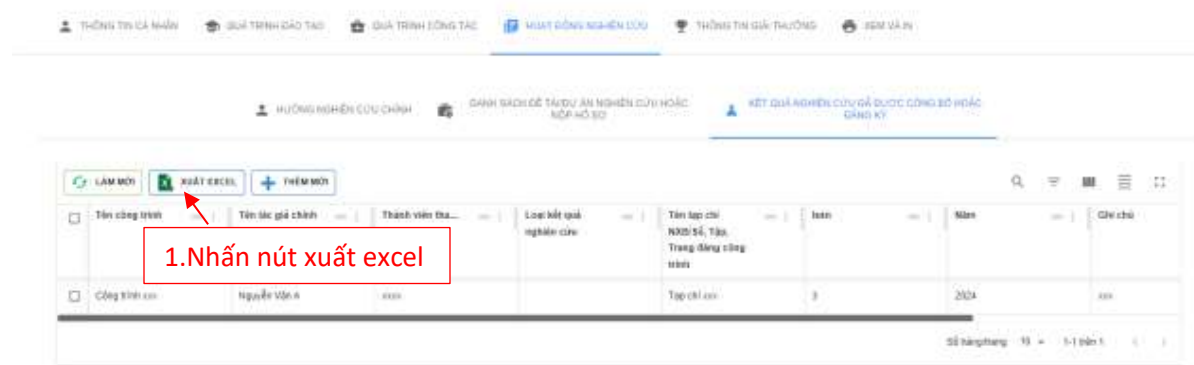 THÔNG TIN CÁ NHÂN QUÁ TRÌNH ĐÀO TẠO QUÁ TRÌNH CÔNG TÁC HOẠT ĐỘNG NGHIÊN CỨU THÔNG TIN GIẢI THƯỞNG XEM VÀ IN
HƯỚNG NGHIÊN CỨU CHÍNH DANH SÁCH ĐỀ TÀI/DỰ ÁN NGHIÊN CỨU HOẶC KẾT QUẢ NGHIÊN CỨU ĐÃ ĐƯỢC CÔNG BỐ HOẶC
NỘP HỒ SƠ ĐĂNG KÝ
LÀM MỚI XUẤT EXCEL THÊM MỚI
Tên công trình Tên tác giả chính Thành viên tha... Loại kết quả Tên tạp chí Năm Ghi chú
nghiên cứu NXB/Số, Tập,
Trang đăng công
trình
1.Nhấn nút xuất excel
Công trình xxx Nguyễn Văn A xxxx Tạp chí xxx 3 2024 xxx
Số hàng/trang 10 1-1 trên 1